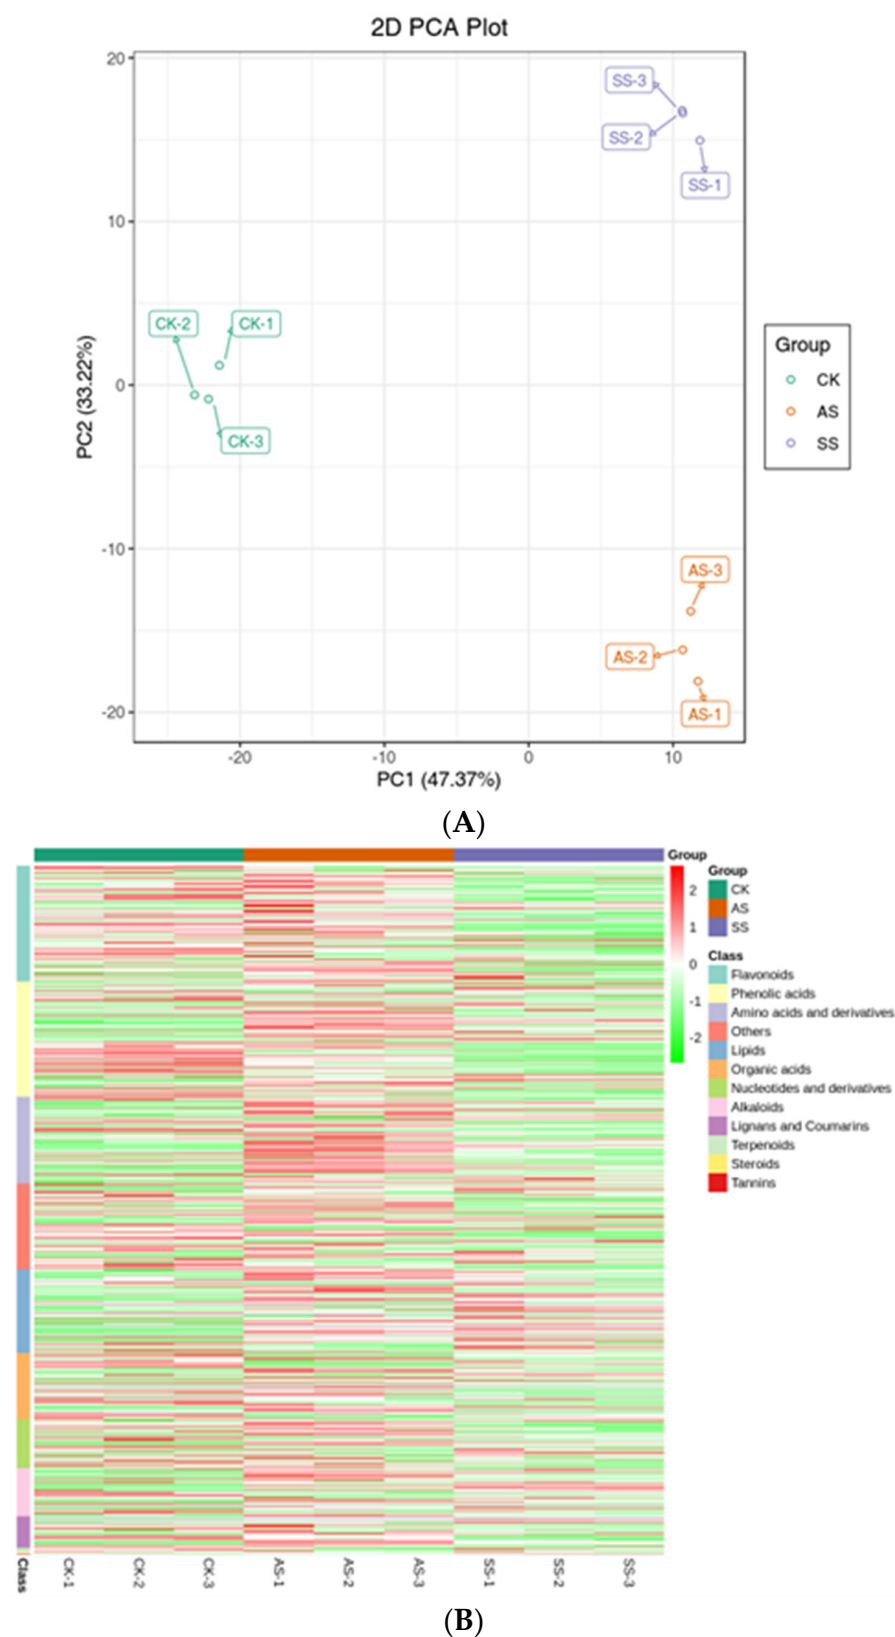 2D PCA Plot
20
10
0
-10
-20
PC2 (33.22%)
SS-3
SS-2
SS-1
CK-2
CK-1
CK-3
AS-3
AS-2
AS-1
Group
CK
AS
SS
-20
-10
0
10
PC1 (47.37%)
(A)
Group
2
1
0
-1
-2
Group
CK
AS
SS
Class
Flavonoids
Phenolic acids
Amino acids and derivatives
Others
Lipids
Organic acids
Nucleotides and derivatives
Alkaloids
Lignans and Coumarins
Terpenoids
Steroids
Tannins
Class
CK-1
CK-2
CK-3
AS-1
AS-2
AS-3
SS-1
SS-2
SS-3
(B)